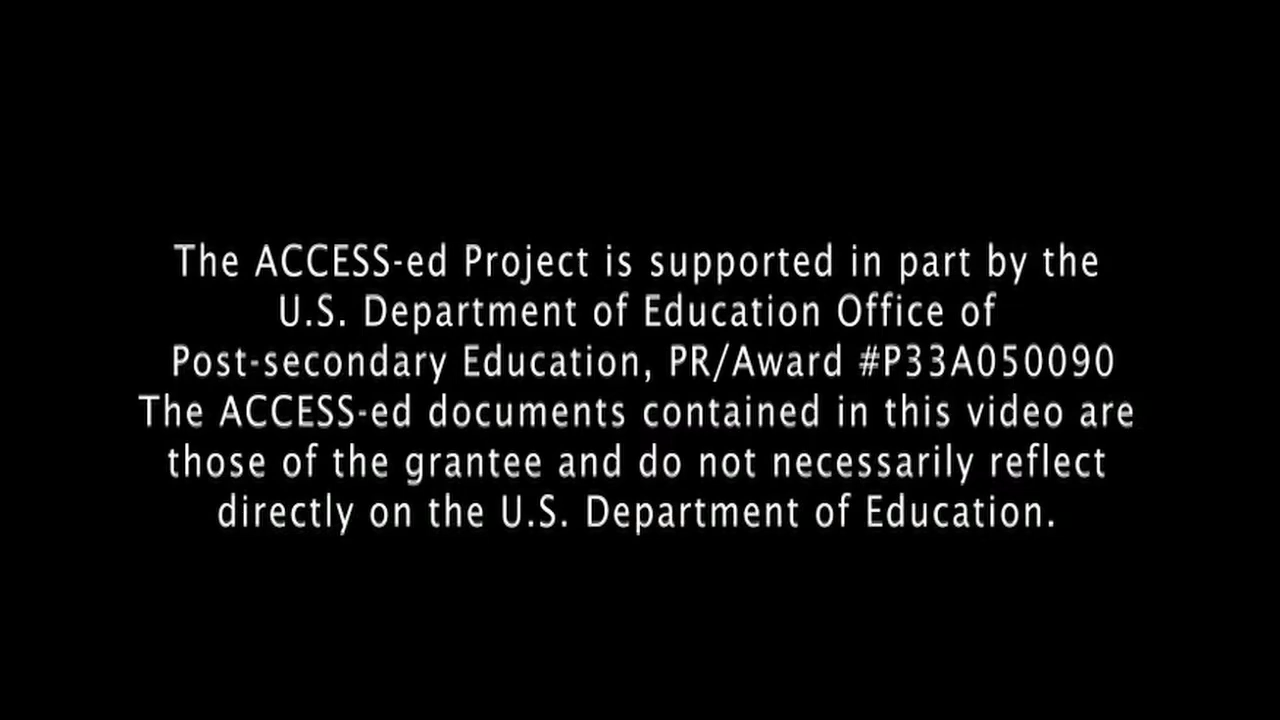 The ACCESS-ed Project is supported in part by the
U.S. Department of Education Office of
Post-secondary Education, PR/Award #P33A050090
The ACCESS-ed documents contained in this video are
those of the grantee and do not necessarily reflect
directly on the U.S. Department of Education.